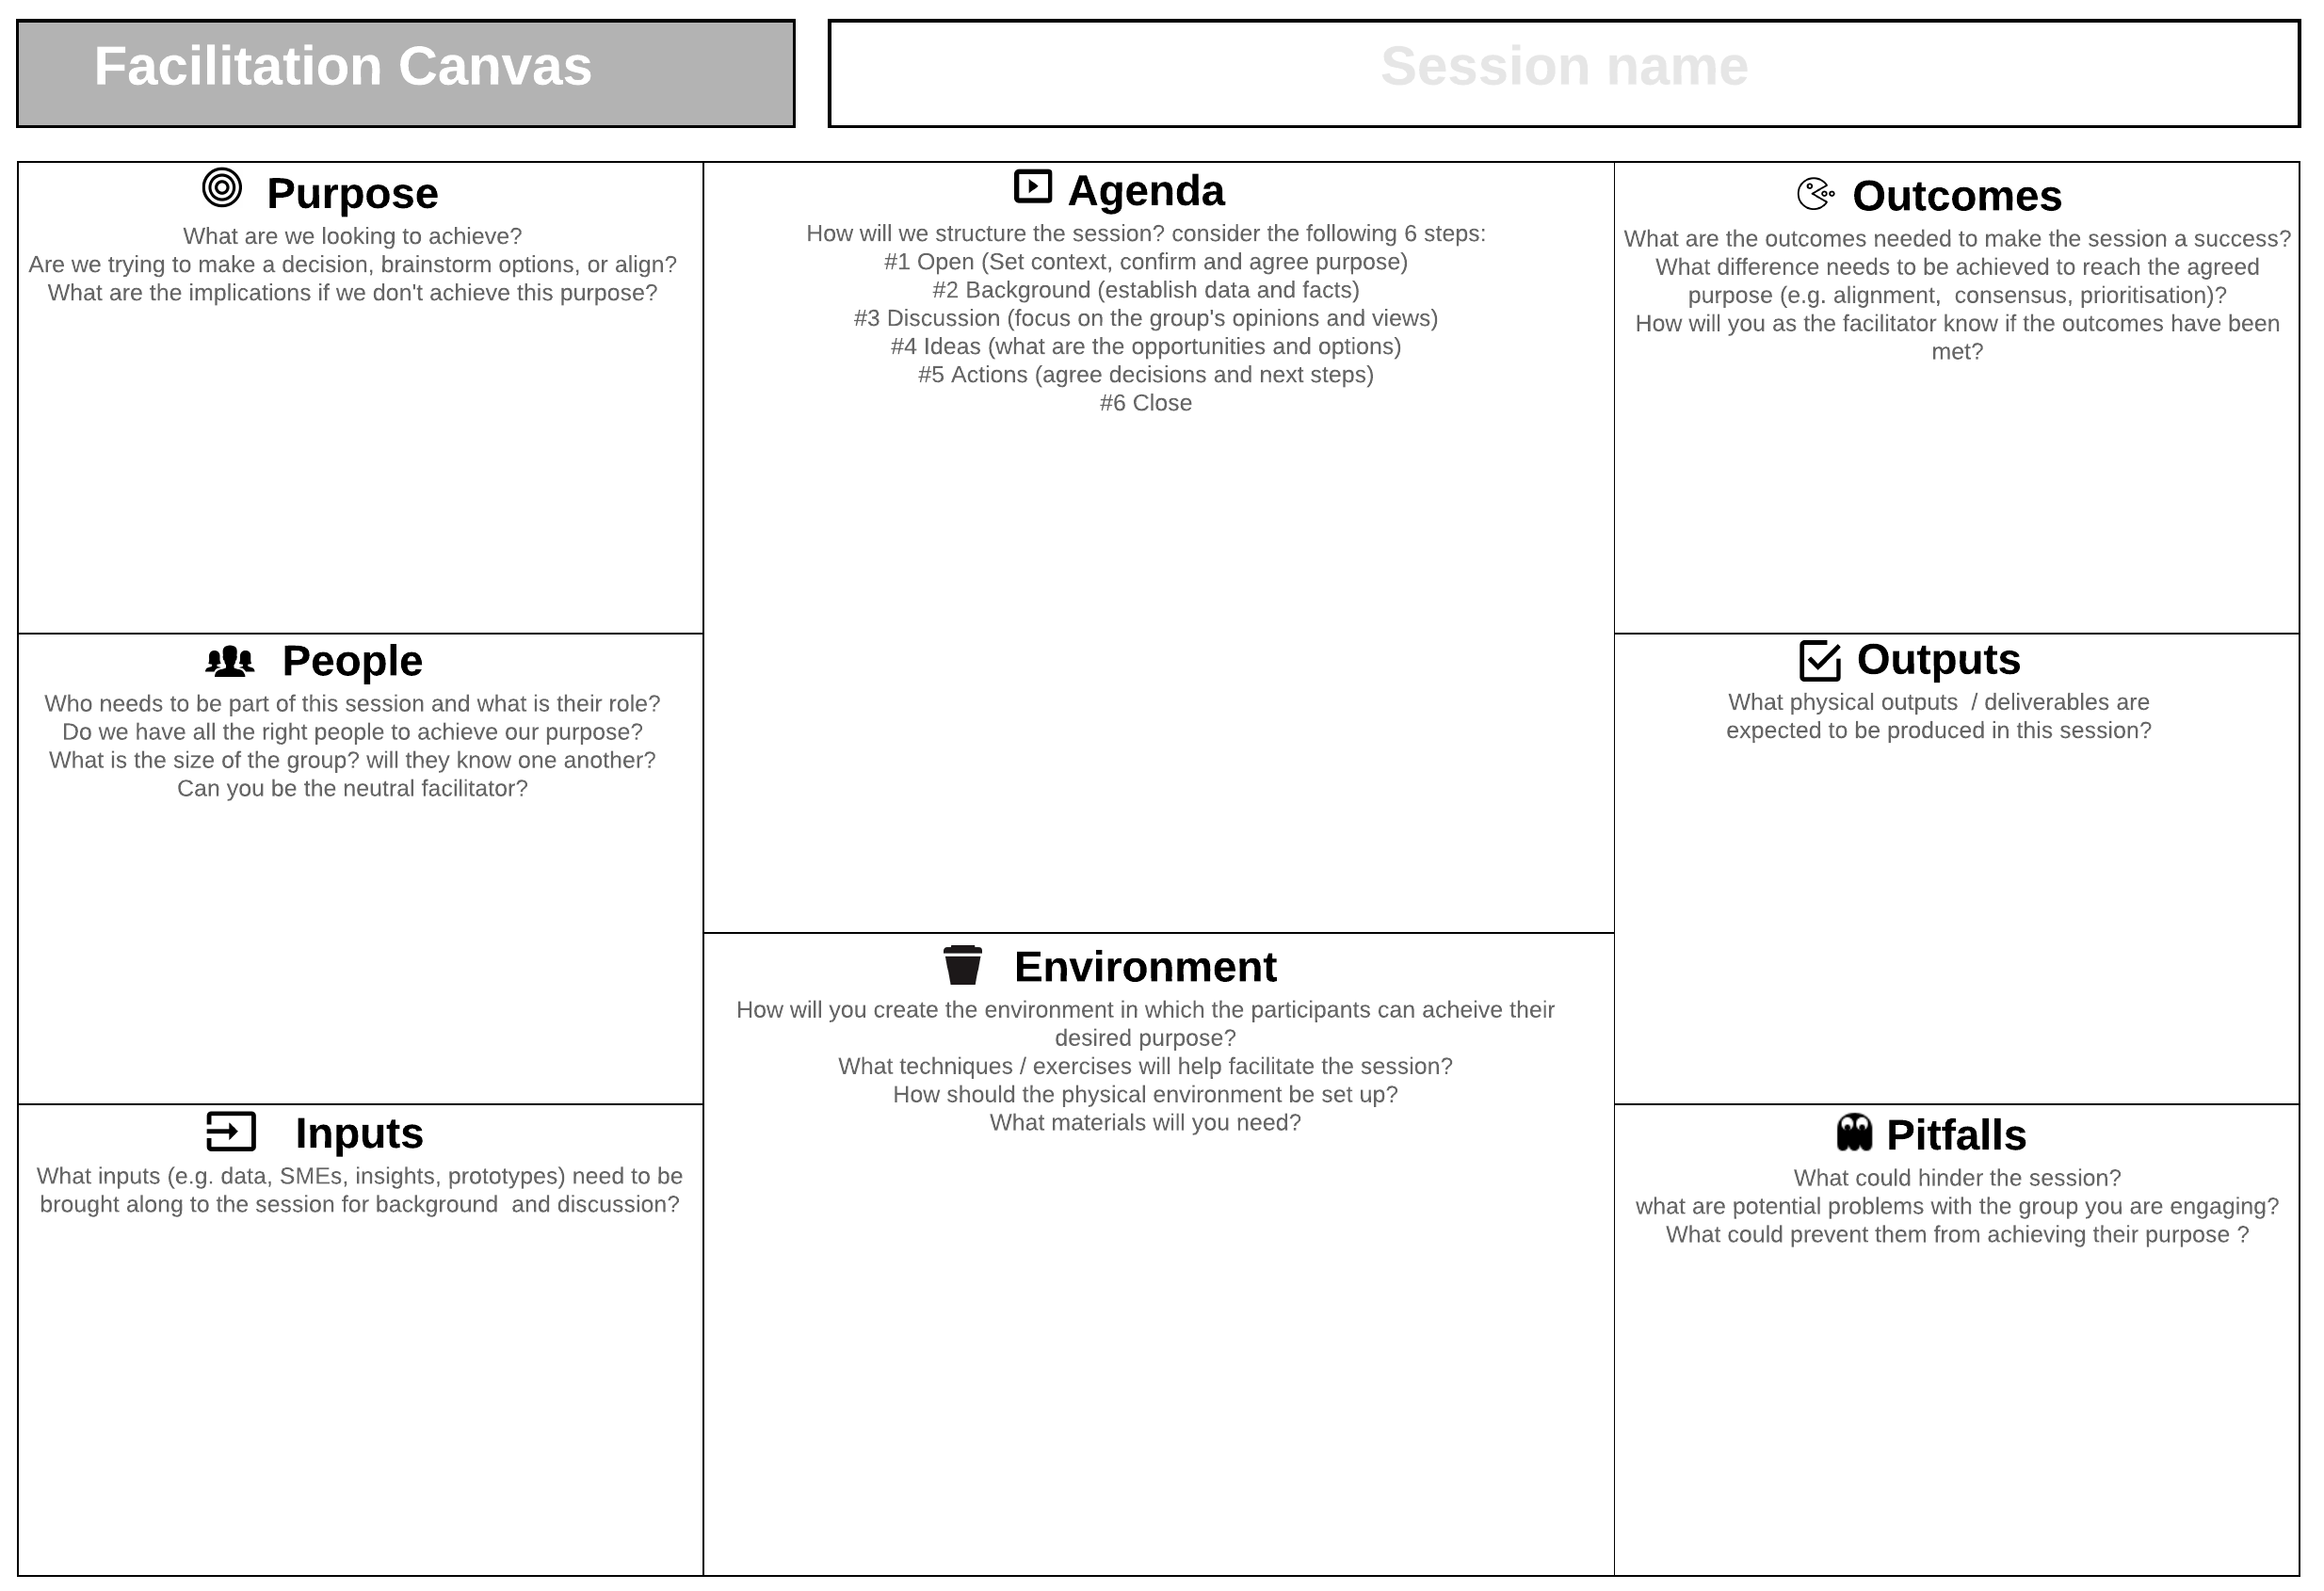 Facilitation Canvas
Session name
Purpose
What are we looking to achieve?
Are we trying to make a decision, brainstorm options, or align?
What are the implications if we don't achieve this purpose?
People
Who needs to be part of this session and what is their role?
Do we have all the right people to achieve our purpose?
What is the size of the group? will they know one another?
Can you be the neutral facilitator?
Inputs
What inputs (e.g. data, SMEs, insights, prototypes) need to be
brought along to the session for background  and discussion?
Agenda
How will we structure the session? consider the following 6 steps:
#1 Open (Set context, confirm and agree purpose)
#2 Background (establish data and facts)
#3 Discussion (focus on the group's opinions and views)
#4 Ideas (what are the opportunities and options)
#5 Actions (agree decisions and next steps)
#6 Close
Environment
How will you create the environment in which the participants can acheive their
desired purpose?
What techniques / exercises will help facilitate the session?
How should the physical environment be set up?
What materials will you need?
Outcomes
What are the outcomes needed to make the session a success?
What difference needs to be achieved to reach the agreed
purpose (e.g. alignment,  consensus, prioritisation)?
How will you as the facilitator know if the outcomes have been
met?
Outputs
What physical outputs  / deliverables are
expected to be produced in this session?
Pitfalls
What could hinder the session?
what are potential problems with the group you are engaging?
What could prevent them from achieving their purpose ?